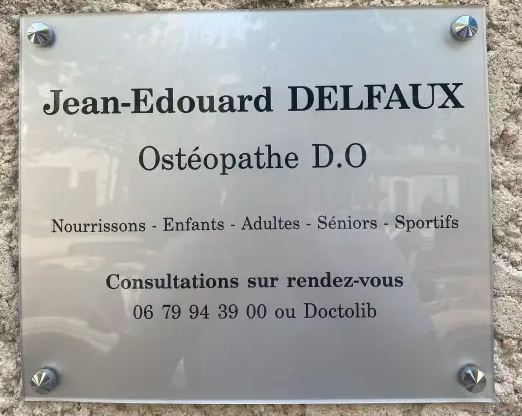 Jean-Edouard DELFAUX
Ostéopathe D.O
Nourrissons - Enfants - Adultes - Séniors - Sportifs
Consultations sur rendez-vous
06 79 94 39 00 ou Doctolib